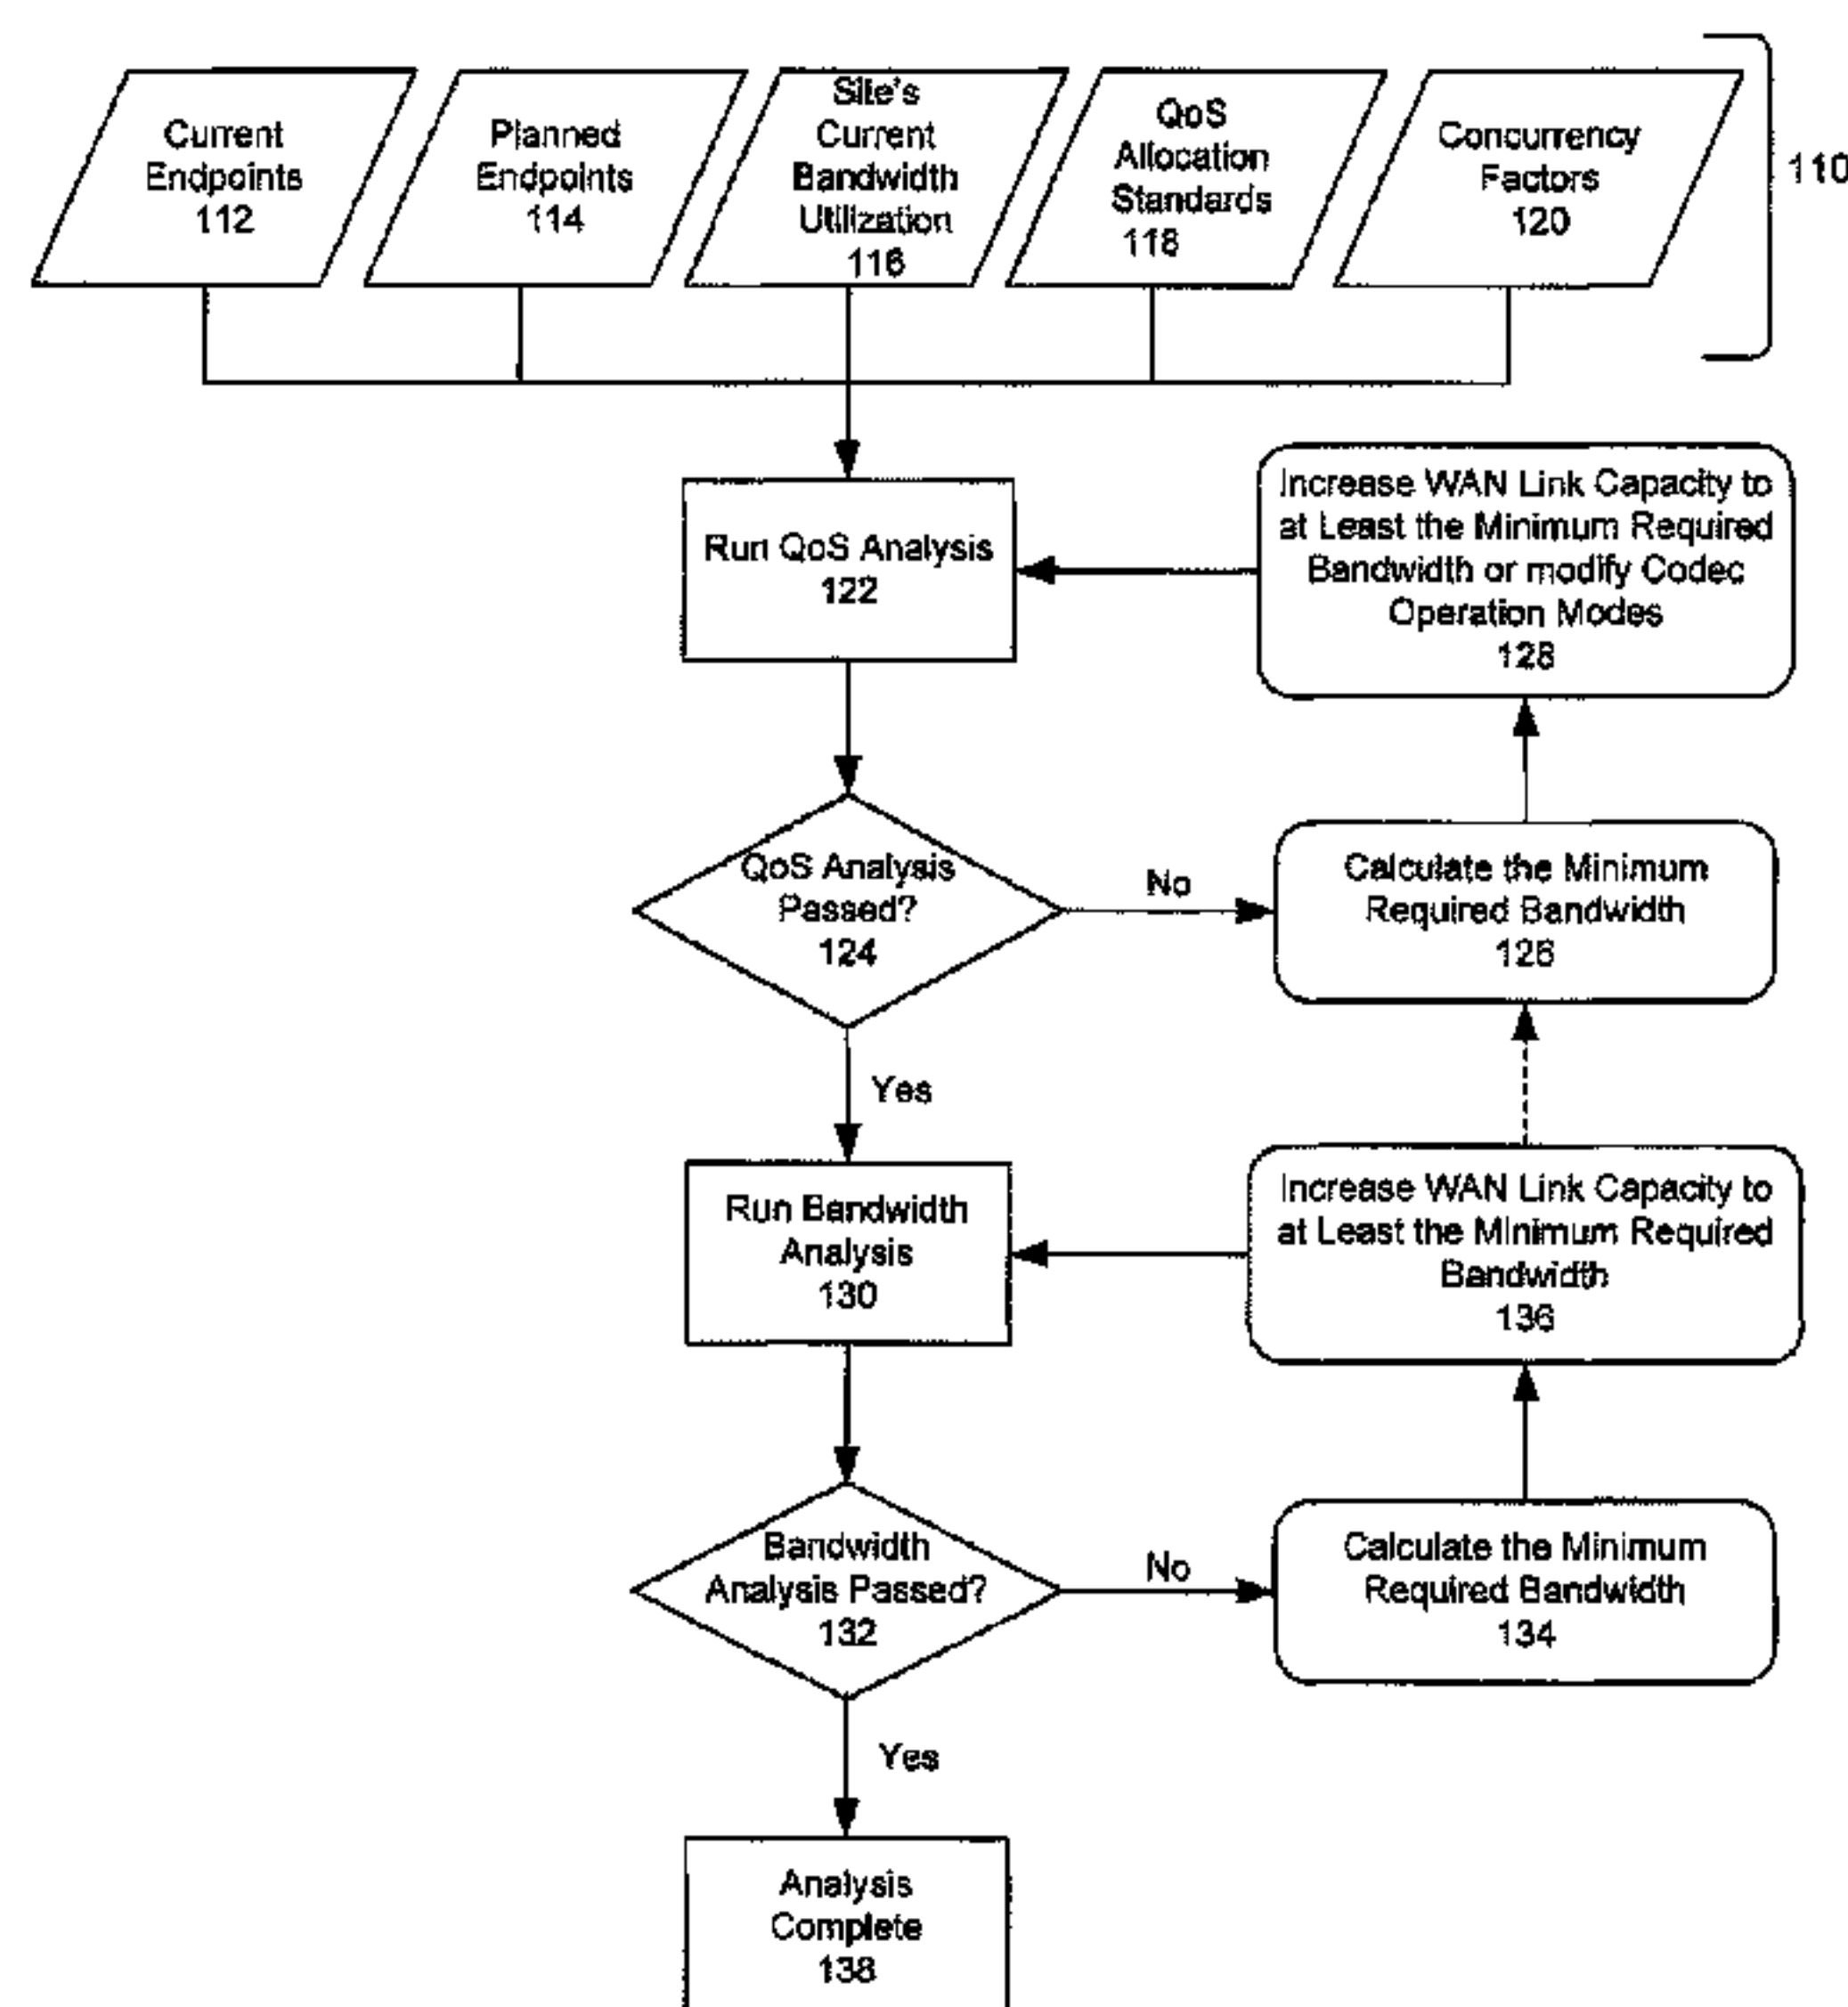 Current
Endpoints
112
Planned
Endpoints
114
Site's
Current
Bandwidth
Utilization
116
QoS
Allocation
Standards
118
Concurrency
Factors
120
110
Run QoS Analysis
122
Increase WAN Link Capacity to
at Least the Minimum Required
Bandwidth or modify Codec
Operation Modes
128
QoS Analysis
Passed?
124
No
Calculate the Minimum
Required Bandwidth
126
Yes
Run Bandwidth
Analysis
130
Increase WAN Link Capacity to
at Least the Minimum Required
Bandwidth
136
Bandwidth
Analysis Passed?
132
No
Calculate the Minimum
Required Bandwidth
134
Yes
Analysis
Complete
138